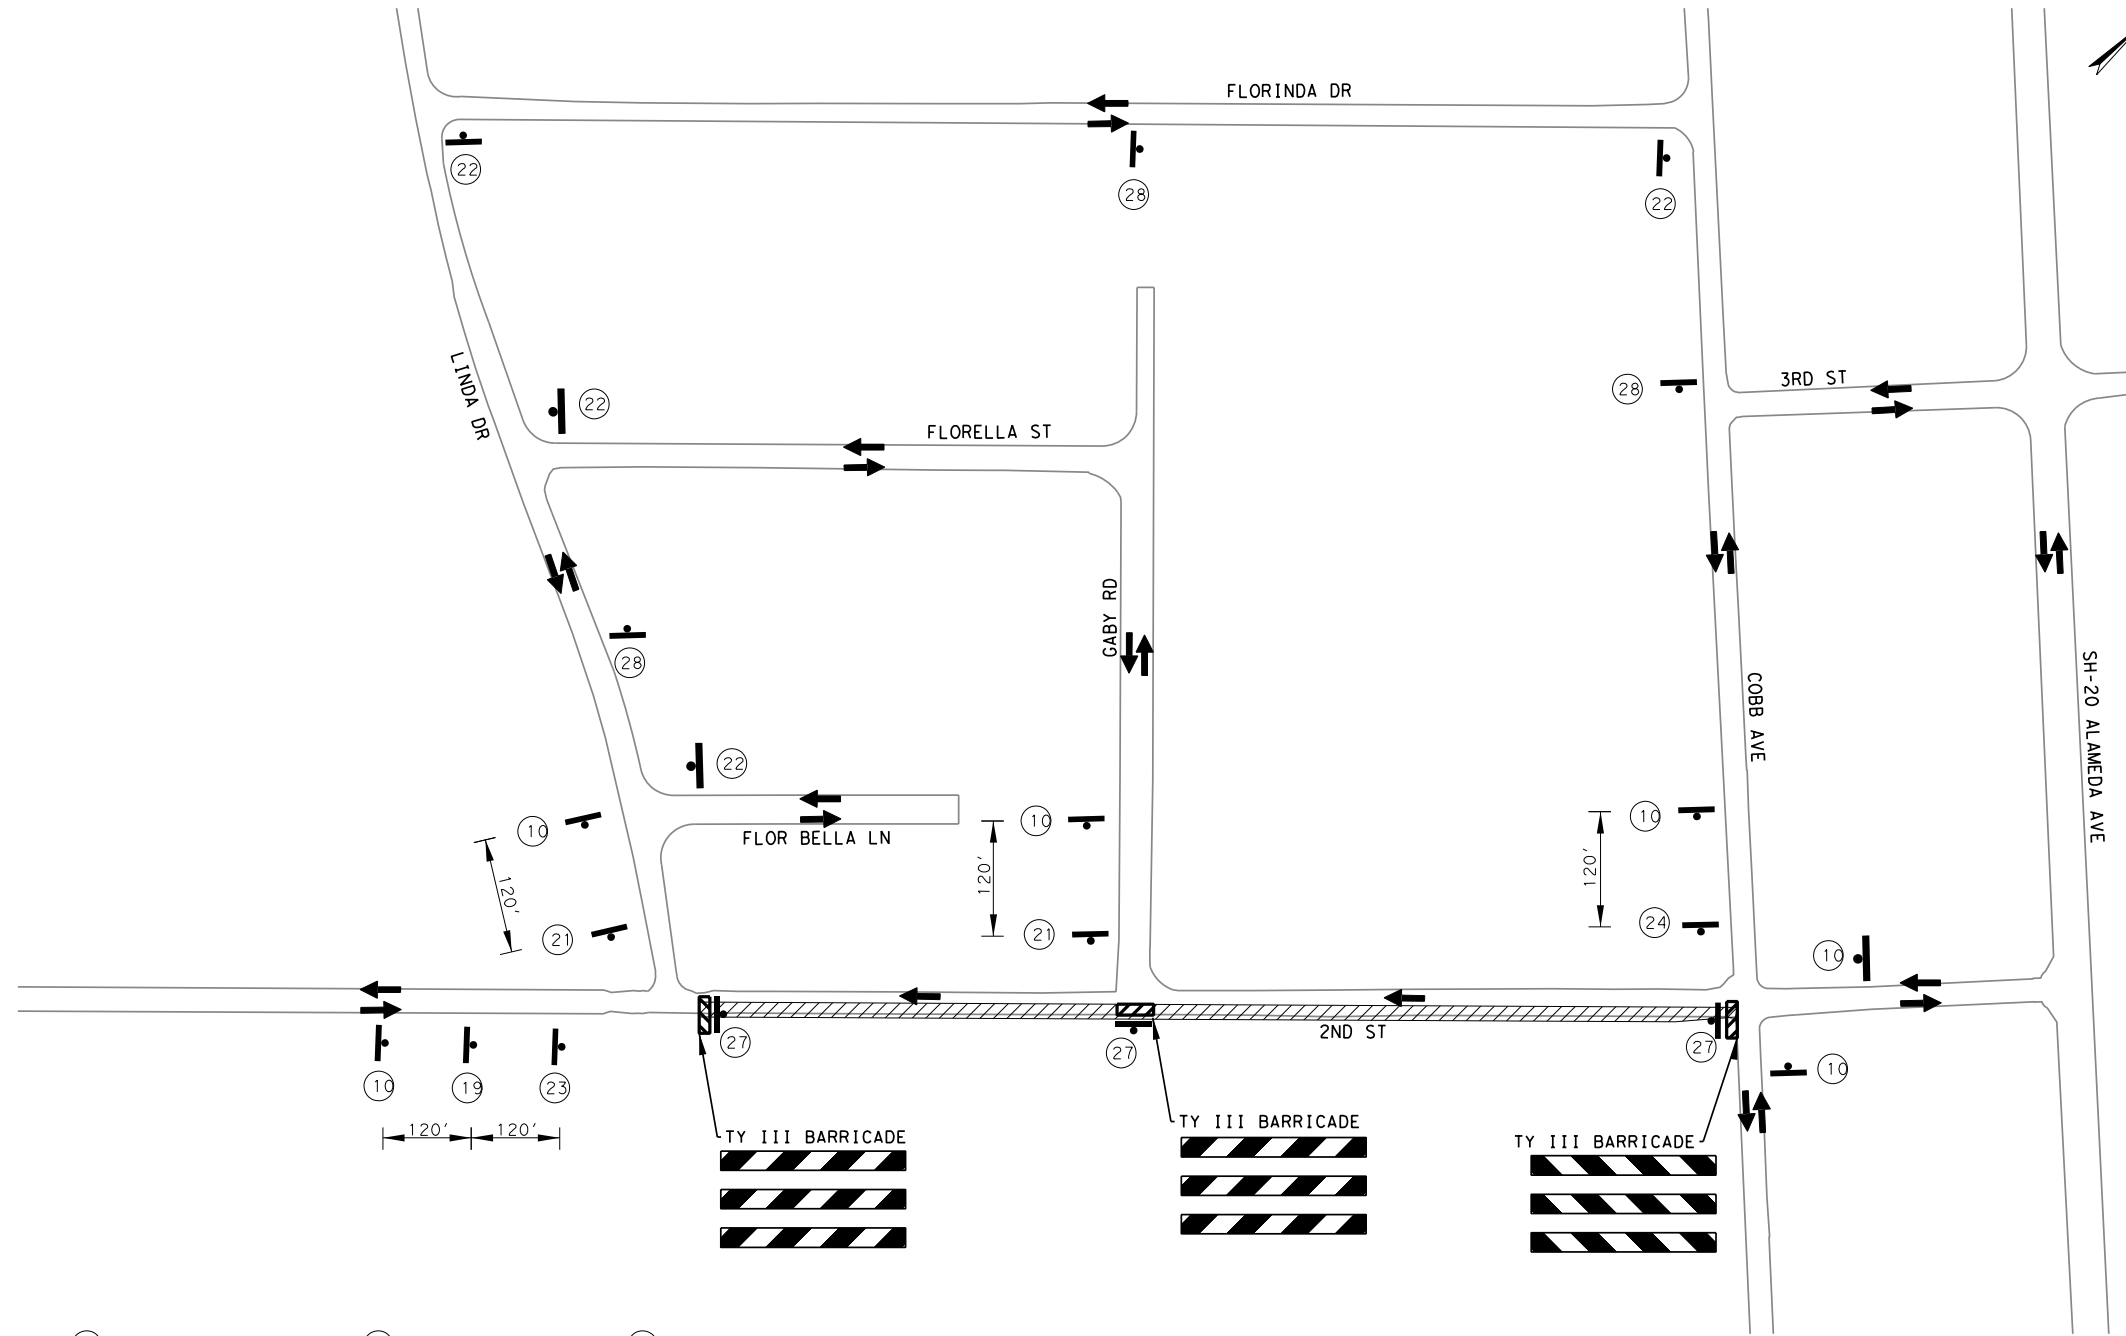 FLORINDA DR
22
28
22
LINDA DR
22
3RD ST
28
FLORELLA ST
GABY RD
28
COBB AVE
SH-20 ALAMEDA AVE
22
10
FLOR BELLA LN
10
10
120'
120'
120'
21
21
24
10
27
27
2ND ST
27
10
10
19
23
120'
120'
TY III BARRICADE
TY III BARRICADE
TY III BARRICADE